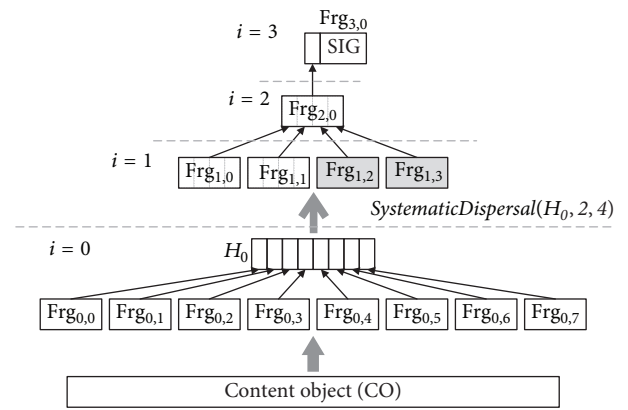 Frg3,0
i = 3
SIG
i = 2
Frg2,0
i = 1
Frg1,0 Frg1,1 Frg1,2 Frg1,3
SystematicDispersal(H0, 2, 4)
i = 0
H0
Frg0,0 Frg0,1 Frg0,2 Frg0,3 Frg0,4 Frg0,5 Frg0,6 Frg0,7
Content object (CO)